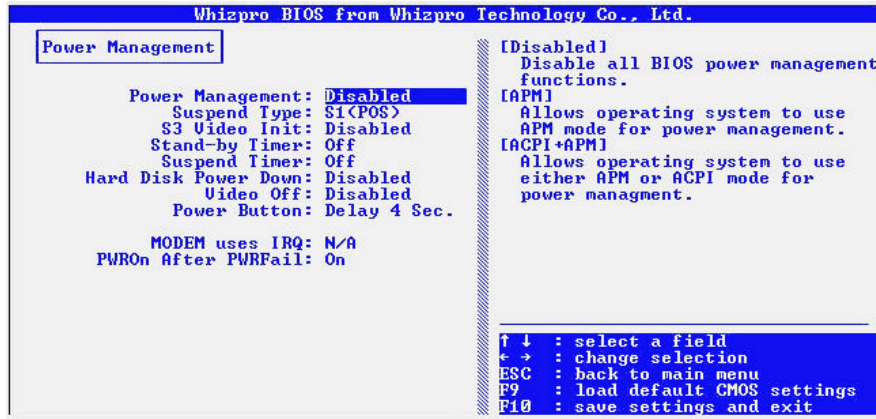 Whizpro BIOS from Whizpro Technology Co., Ltd.
Power Management
Power Management: Disabled
Suspend Type: S1(POS)
S3 Video Init: Disabled
Stand-by Timer: Off
Suspend Timer: Off
Hard Disk Power Down: Disabled
Video Off: Disabled
Power Button: Delay 4 Sec.
MODEM uses IRQ: N/A
PWROn After PWRFail: On
[Disabled]
Disable all BIOS power management
functions.
[APM]
Allows operating system to use
APM mode for power management.
[ACPI+APM]
Allows operating system to use
either APM or ACPI mode for
power managment.
↑ ↓ : select a field
← → : change selection
ESC : back to main menu
F9 : load default CMOS settings
F10 : save settings and exit